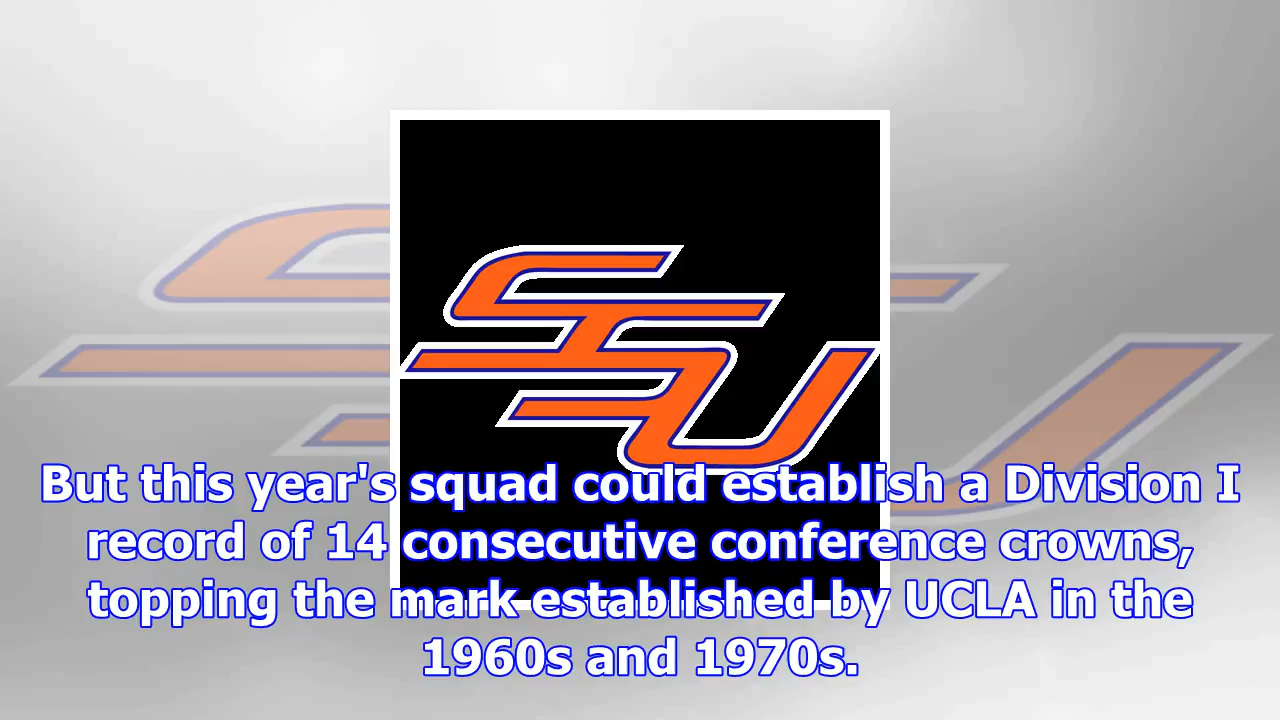 SU
But this year's squad could establish a Division I
record of 14 consecutive conference crowns,
topping the mark established by UCLA in the
1960s and 1970s.